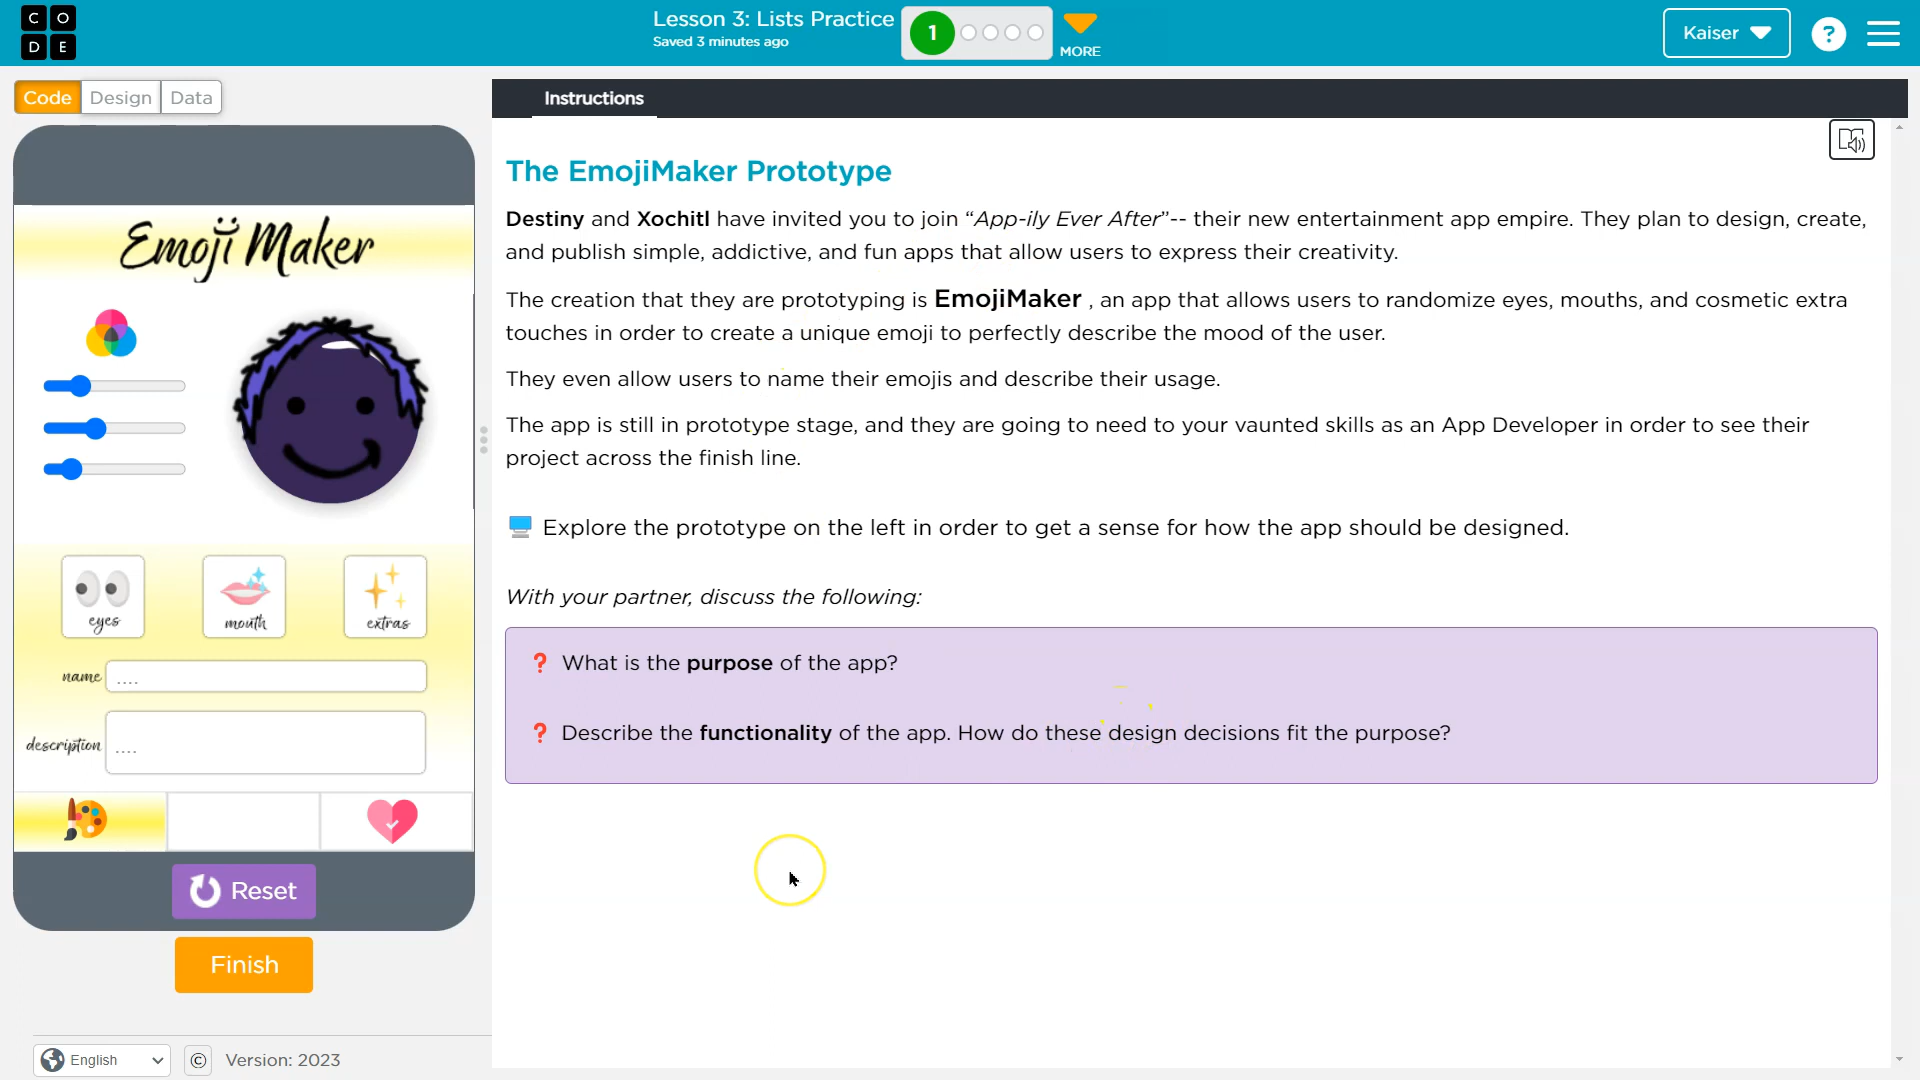 C O
D E
Lesson 3: Lists Practice
Saved 3 minutes ago
1
MORE
Kaiser
?
Code
Design
Data
Instructions
Emoji Maker
eyes
mouth
extras
name
....
description
....
Reset
Finish
English
©
Version: 2023
The EmojiMaker Prototype
Destiny and Xochitl have invited you to join “App-ily Ever After”-- their new entertainment app empire. They plan to design, create,
and publish simple, addictive, and fun apps that allow users to express their creativity.
The creation that they are prototyping is EmojiMaker , an app that allows users to randomize eyes, mouths, and cosmetic extra
touches in order to create a unique emoji to perfectly describe the mood of the user.
They even allow users to name their emojis and describe their usage.
The app is still in prototype stage, and they are going to need to your vaunted skills as an App Developer in order to see their
project across the finish line.
Explore the prototype on the left in order to get a sense for how the app should be designed.
With your partner, discuss the following:
❓ What is the purpose of the app?
❓ Describe the functionality of the app. How do these design decisions fit the purpose?